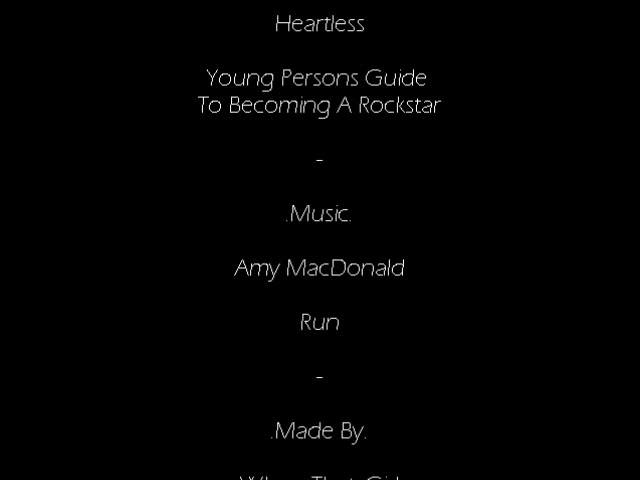 Heartless
Young Persons Guide
To Becoming A Rockstar
-
.Music.
Amy MacDonald
Run
-
.Made By.